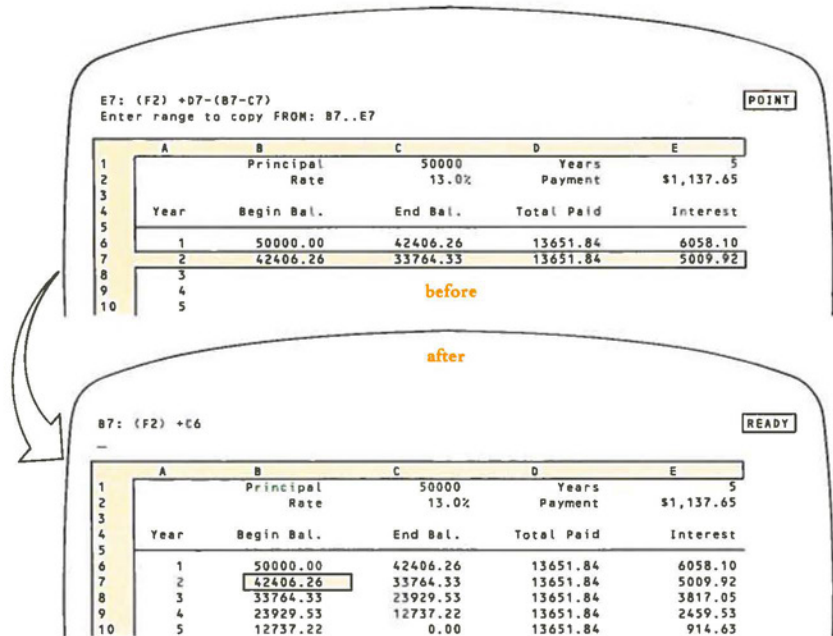 E7: (F2) +D7-(B7-C7)
POINT
Enter range to copy FROM: B7..E7
A B C D E
1 Principal 50000 Years 5
2 Rate 13.0% Payment $1,137.65
3
4 Year Begin Bal. End Bal. Total Paid Interest
5
6 1 50000.00 42406.26 13651.84 6058.10
7 2 42406.26 33764.33 13651.84 5009.92
8 3
9 4
10 5
before
after
B7: (F2) +C6
READY
A B C D E
1 Principal 50000 Years 5
2 Rate 13.0% Payment $1,137.65
3
4 Year Begin Bal. End Bal. Total Paid Interest
5
6 1 50000.00 42406.26 13651.84 6058.10
7 2 42406.26 33764.33 13651.84 5009.92
8 3 33764.33 23929.53 13651.84 3817.05
9 4 23929.53 12737.22 13651.84 2459.53
10 5 12737.22 0.00 13651.84 914.63